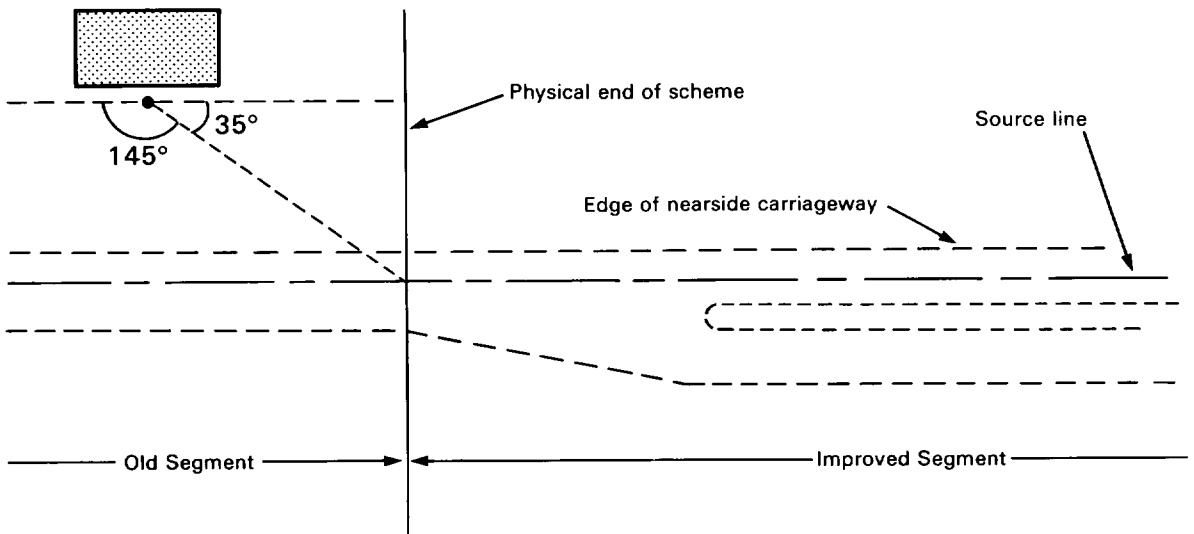 Physical end of scheme
Source line
35°
145°
Edge of nearside carriageway
Old Segment
Improved Segment